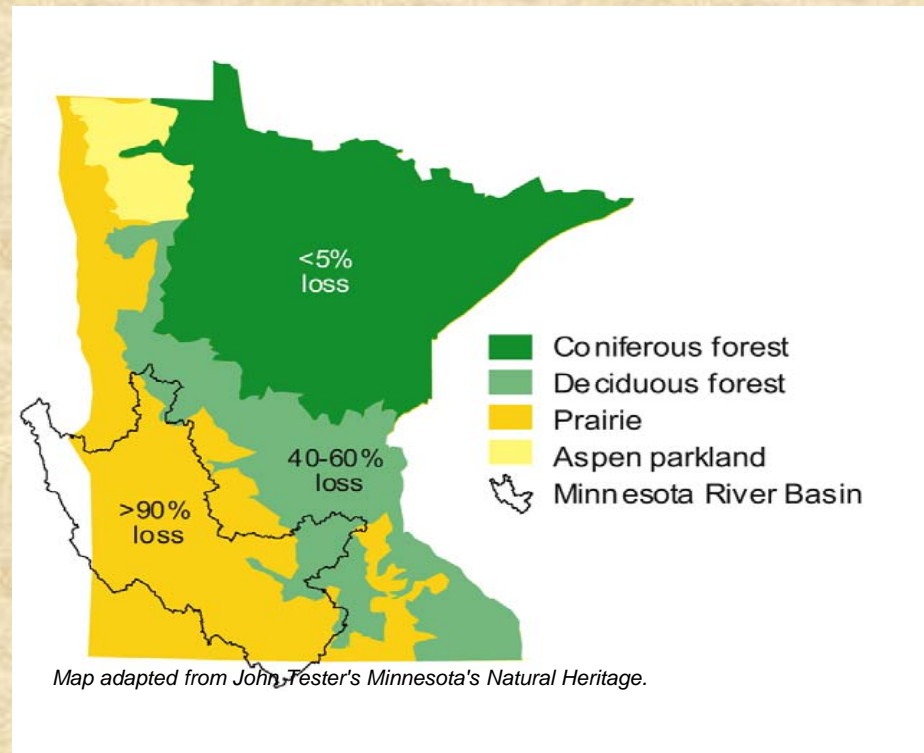 <5%
loss
Coniferous forest
Deciduous forest
Prairie
Aspen parkland
Minnesota River Basin
40-60%
loss
>90%
loss
Map adapted from John Tester's Minnesota's Natural Heritage.